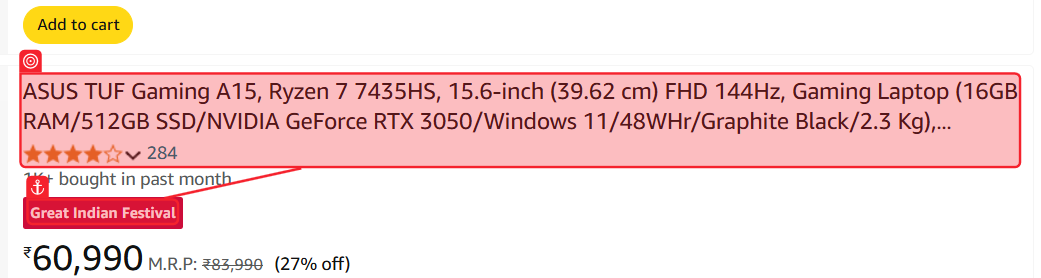 Add to cart
ASUS TUF Gaming A15, Ryzen 7 7435HS, 15.6-inch (39.62 cm) FHD 144Hz, Gaming Laptop (16GB
RAM/512GB SSD/NVIDIA GeForce RTX 3050/Windows 11/48WHr/Graphite Black/2.3 Kg),...
284
1K+ bought in past month
Great Indian Festival
₹60,990 M.R.P: ₹83,990 (27% off)